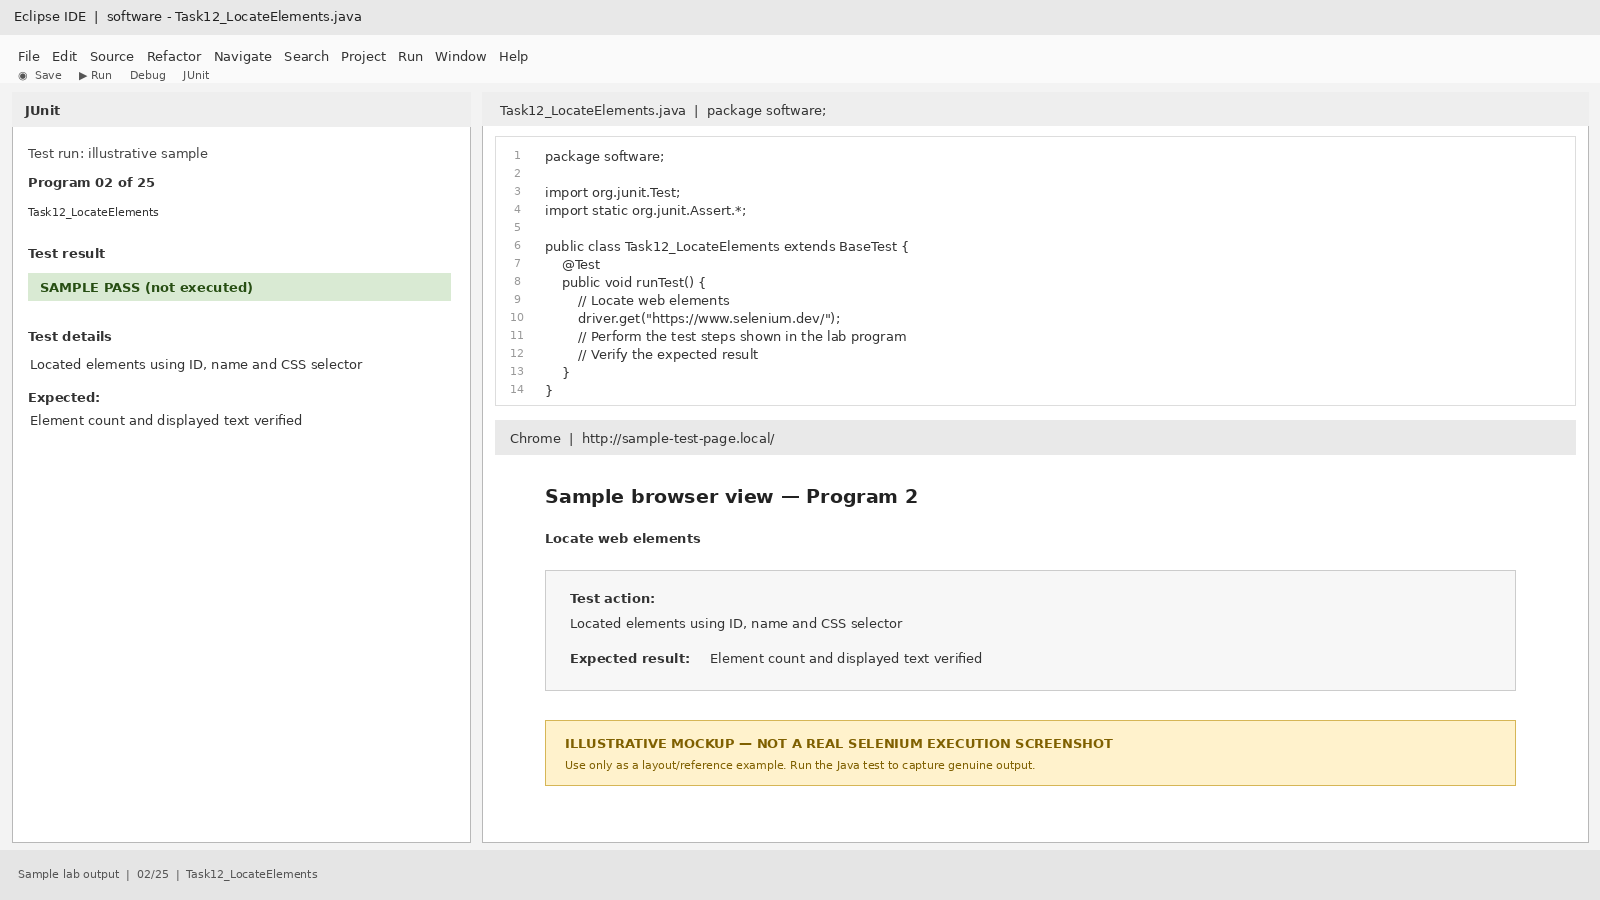 Eclipse IDE | software - Task12_LocateElements.java
File Edit Source Refactor Navigate Search Project Run Window Help
◉ Save ▶ Run Debug JUnit
JUnit
Test run: illustrative sample
Program 02 of 25
Task12_LocateElements
Test result
SAMPLE PASS (not executed)
Test details
Located elements using ID, name and CSS selector
Expected:
Element count and displayed text verified
Task12_LocateElements.java | package software;
1 package software;
2
3 import org.junit.Test;
4 import static org.junit.Assert.*;
5
6 public class Task12_LocateElements extends BaseTest {
7     @Test
8     public void runTest() {
9         // Locate web elements
10         driver.get("https://www.selenium.dev/");
11         // Perform the test steps shown in the lab program
12         // Verify the expected result
13     }
14 }
Chrome | http://sample-test-page.local/
Sample browser view — Program 2
Locate web elements
Test action:
Located elements using ID, name and CSS selector
Expected result: Element count and displayed text verified
ILLUSTRATIVE MOCKUP — NOT A REAL SELENIUM EXECUTION SCREENSHOT
Use only as a layout/reference example. Run the Java test to capture genuine output.
Sample lab output | 02/25 | Task12_LocateElements